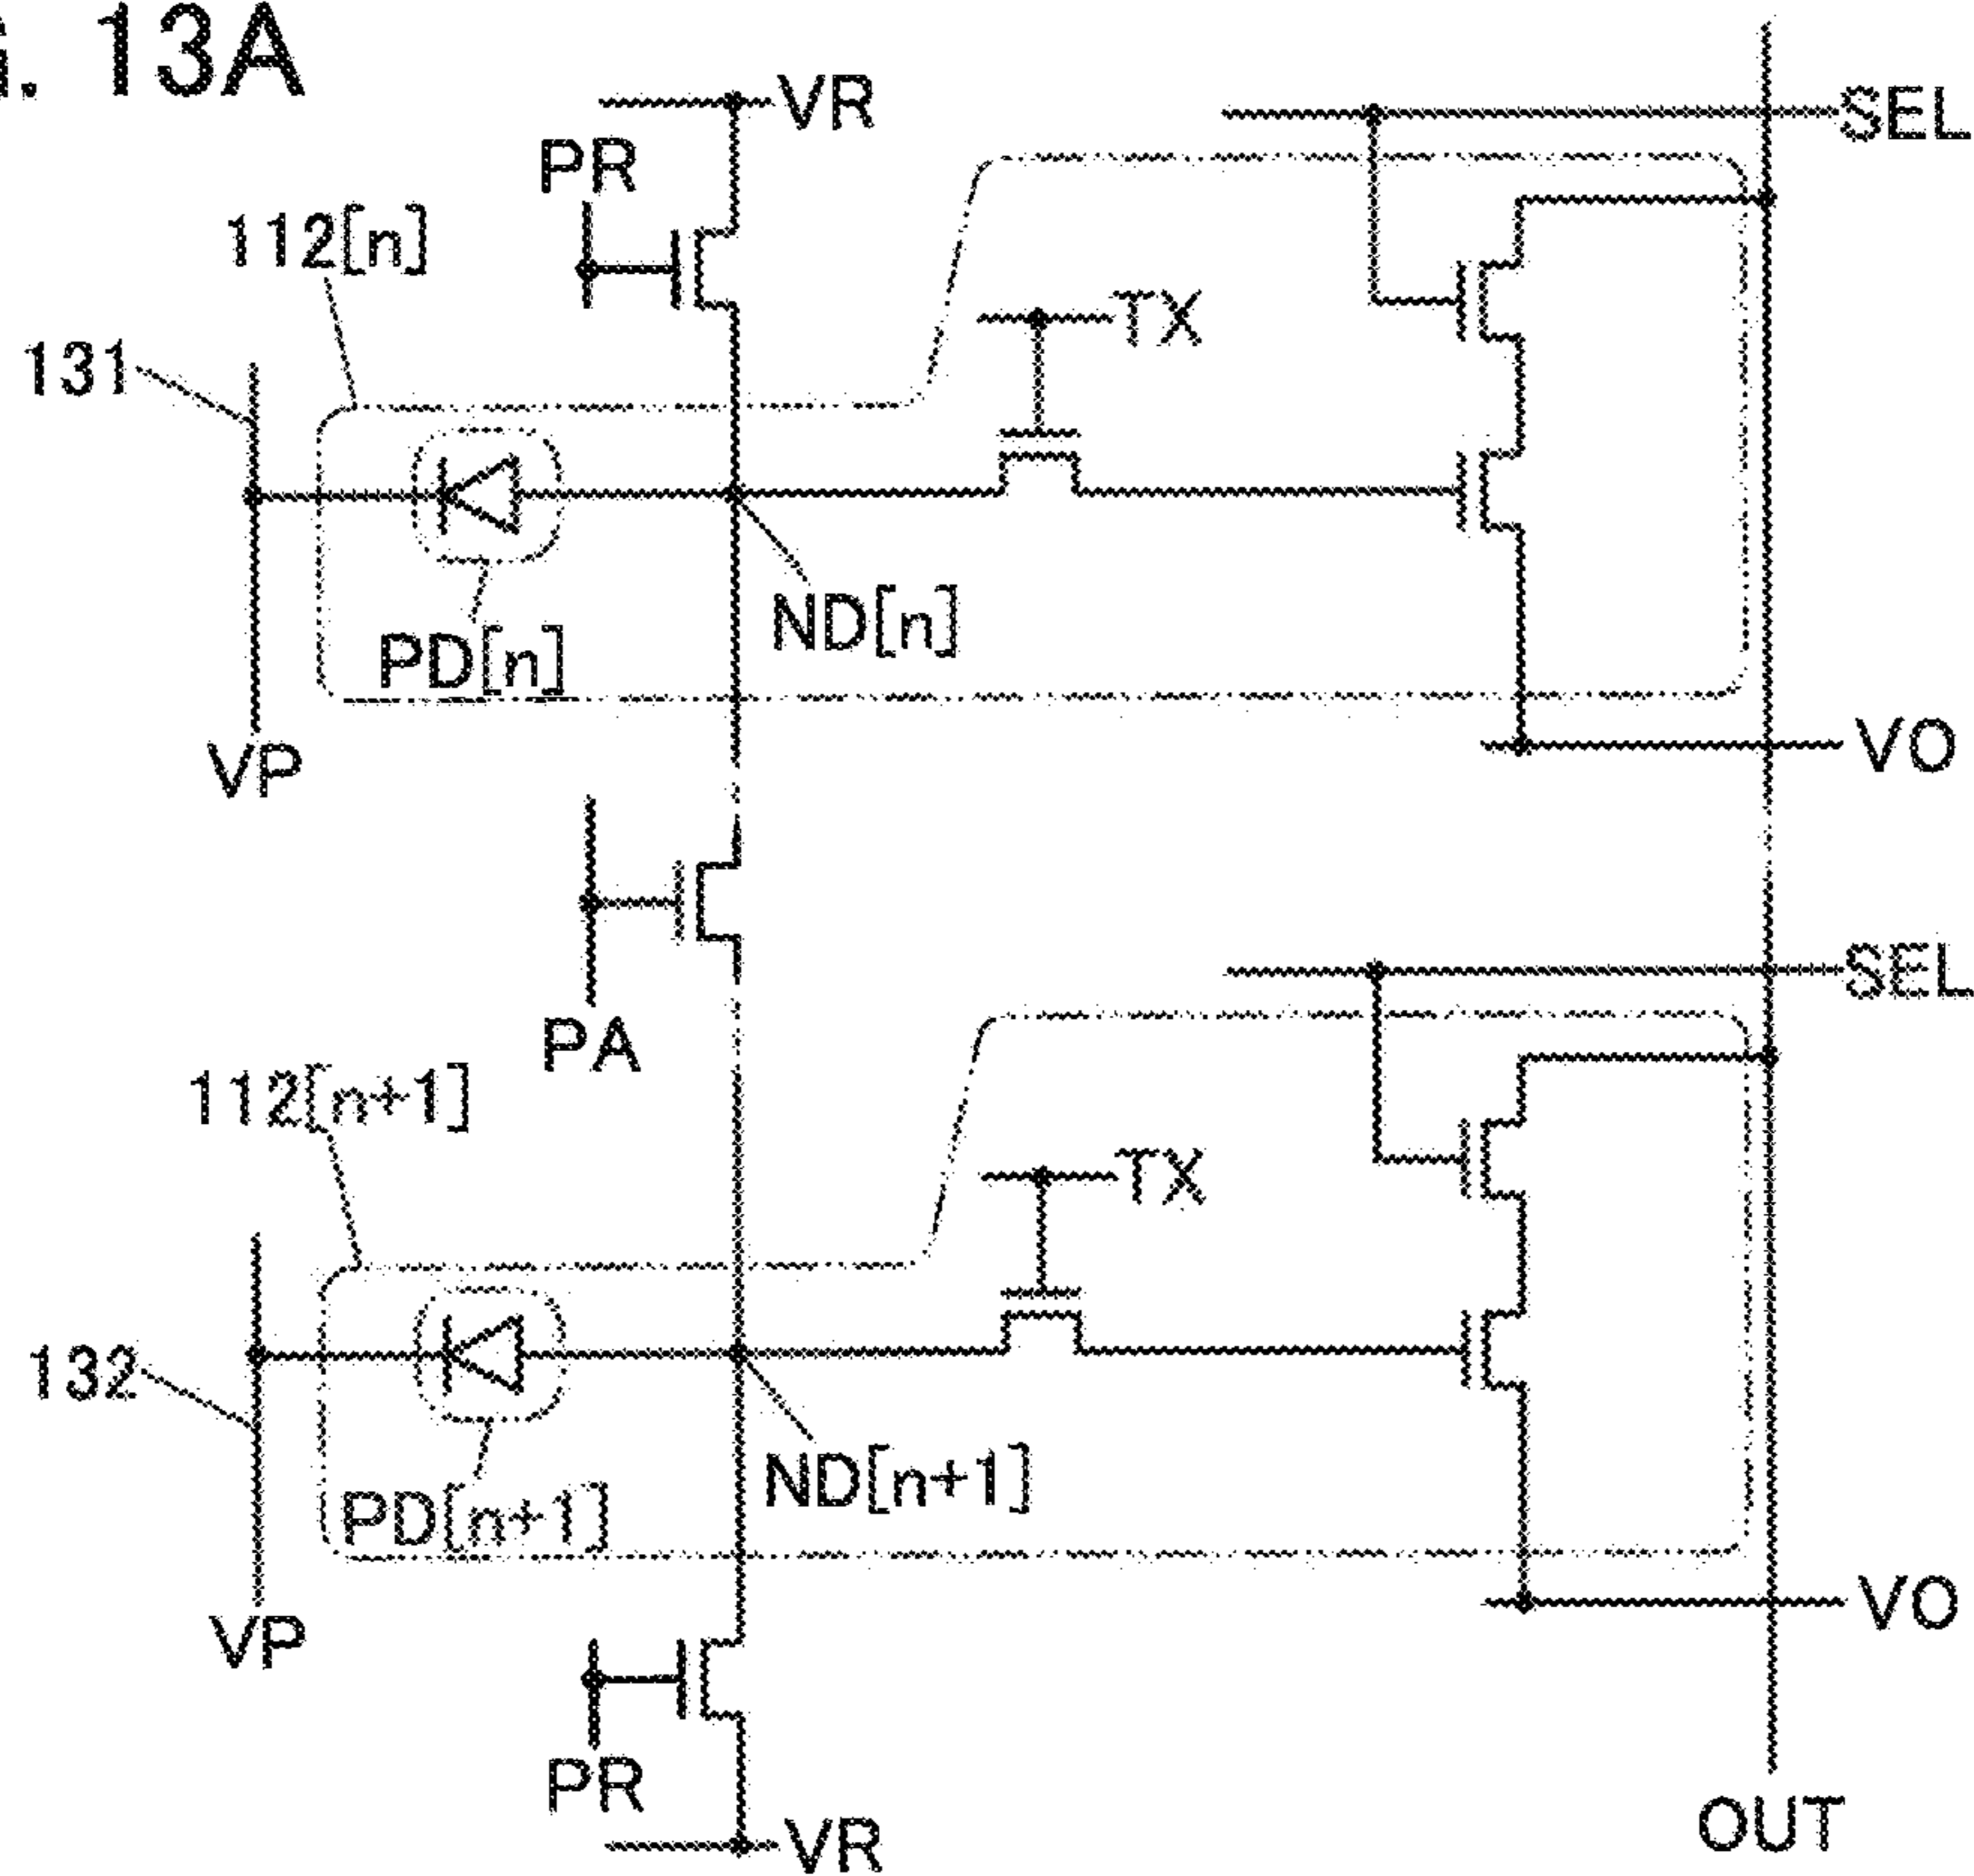 . 13A
VR
SEL
PR
112[n]
TX
131
ND[n]
PD[n]
VO
VP
SEL
PA
112[n+1]
TX
132
ND[n+1]
PD[n+1]
VO
VP
PR
OUT
VR